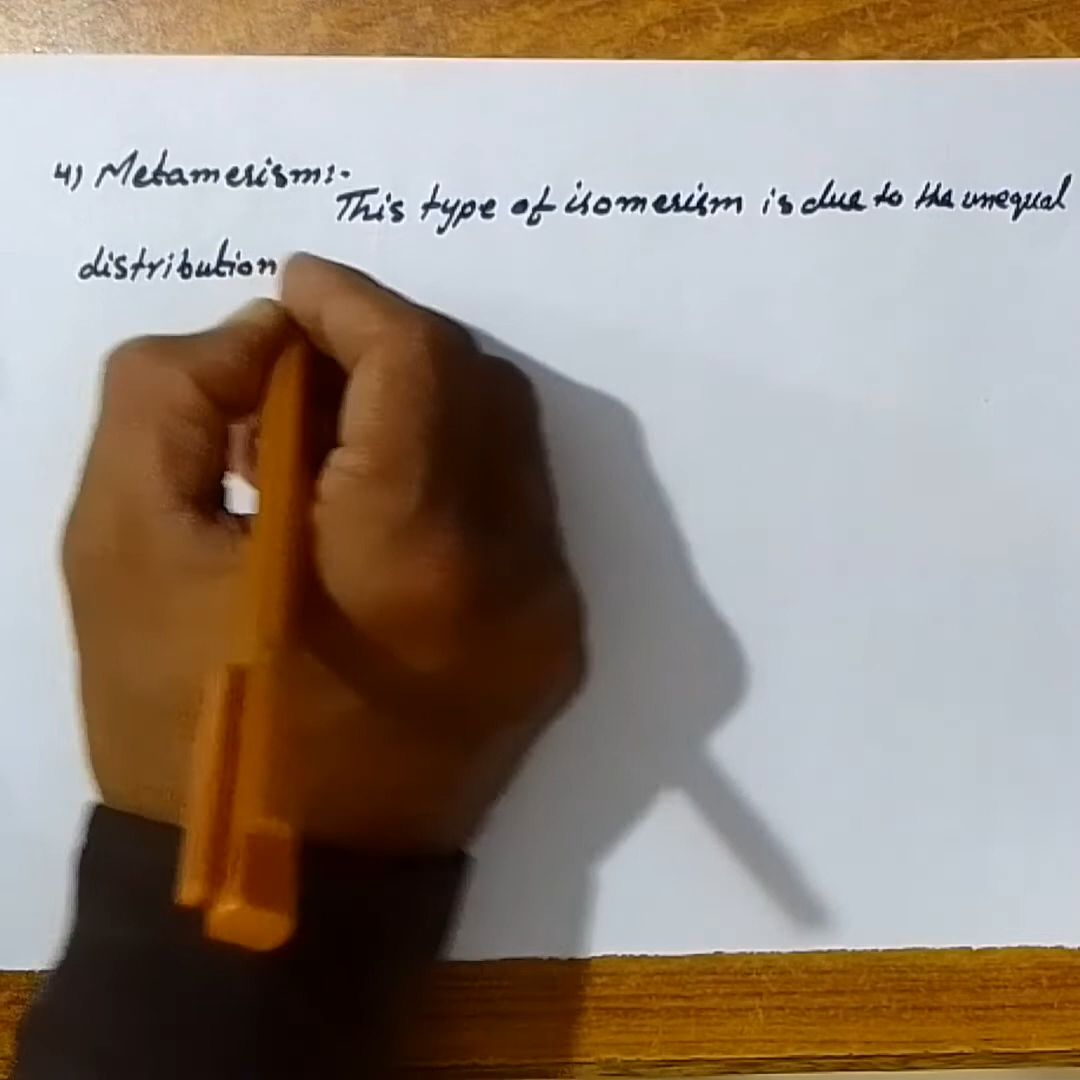 4) Metamerism:-
This type of isomerism is due to the unequal
distribution